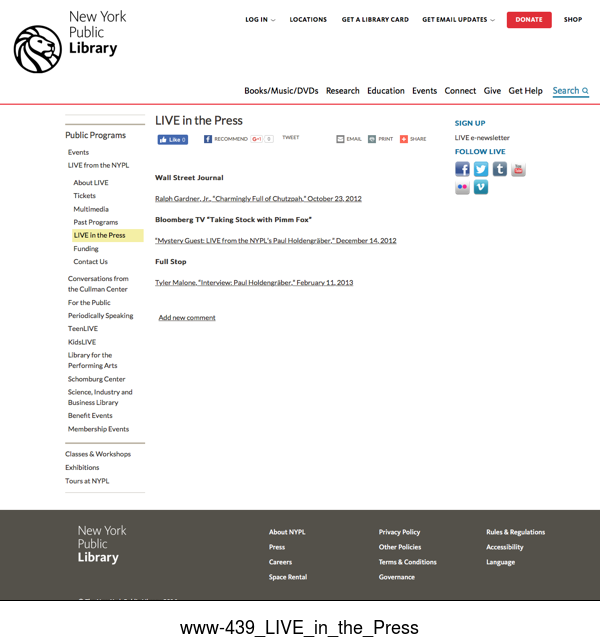 New York
Public
Library
LOG IN
LOCATIONS
GET A LIBRARY CARD
GET EMAIL UPDATES
DONATE
SHOP
Books/Music/DVDs
Research
Education
Events
Connect
Give
Get Help
Search
Public Programs
Events
LIVE from the NYPL
About LIVE
Tickets
Multimedia
Past Programs
LIVE in the Press
Funding
Contact Us
Conversations from
the Cullman Center
For the Public
Periodically Speaking
TeenLIVE
KidsLIVE
Library for the
Performing Arts
Schomburg Center
Science, Industry and
Business Library
Benefit Events
Membership Events
Classes & Workshops
Exhibitions
Tours at NYPL
LIVE in the Press
Like 0
RECOMMEND
G+1 0
TWEET
EMAIL
PRINT
SHARE
Wall Street Journal
Ralph Gardner, Jr., "Charmingly Full of Chutzpah," October 23, 2012
Bloomberg TV "Taking Stock with Pimm Fox"
"Mystery Guest: LIVE from the NYPL's Paul Holdengräber," December 14, 2012
Full Stop
Tyler Malone, "Interview: Paul Holdengräber," February 11, 2013
Add new comment
SIGN UP
LIVE e-newsletter
FOLLOW LIVE
New York
Public
Library
About NYPL
Press
Careers
Space Rental
Privacy Policy
Other Policies
Terms & Conditions
Governance
Rules & Regulations
Accessibility
Language
www-439_LIVE_in_the_Press